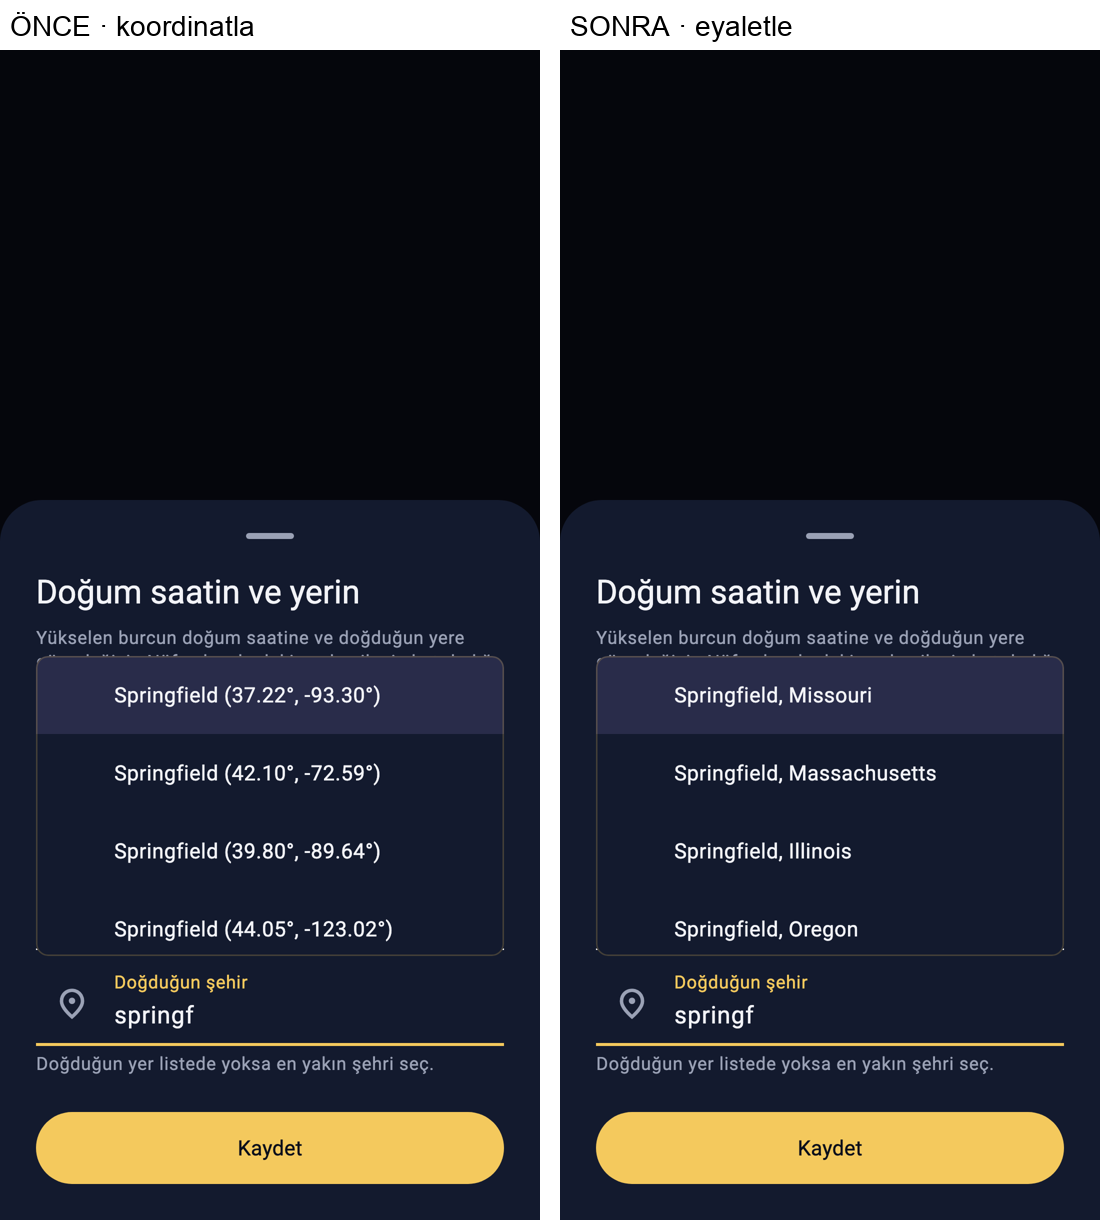 ÖNCE · koordinatla
Doğum saatin ve yerin
Yükselen burcun doğum saatine ve doğduğun yere
Springfield (37.22°, -93.30°)
Springfield (42.10°, -72.59°)
Springfield (39.80°, -89.64°)
Springfield (44.05°, -123.02°)
Doğduğun şehir
springf
Doğduğun yer listede yoksa en yakın şehri seç.
Kaydet
SONRA · eyaletle
Doğum saatin ve yerin
Yükselen burcun doğum saatine ve doğduğun yere
Springfield, Missouri
Springfield, Massachusetts
Springfield, Illinois
Springfield, Oregon
Doğduğun şehir
springf
Doğduğun yer listede yoksa en yakın şehri seç.
Kaydet